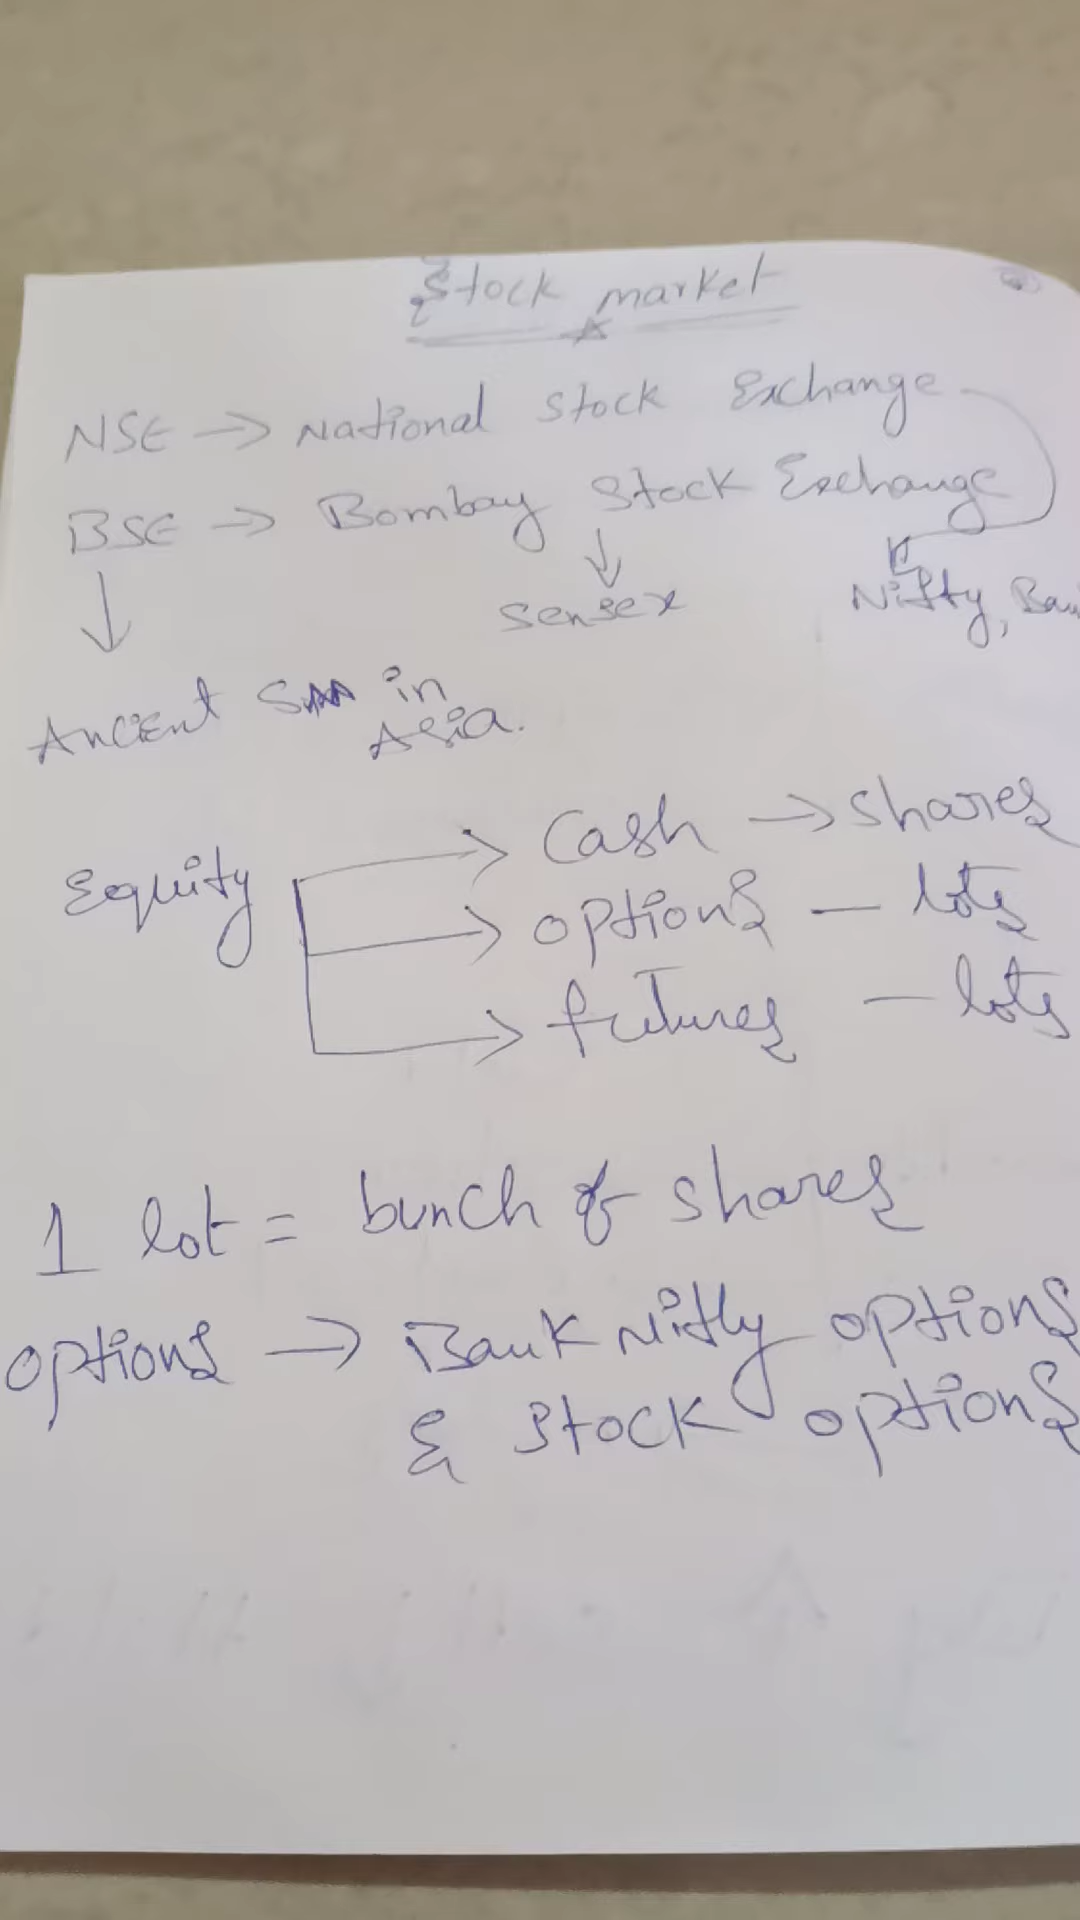 Stock market
NSE → National Stock Exchange
BSE → Bombay Stock Exchange
↓ Sensex
Nifty, Ban
↓
Ancient in
Asia.
Equity → Cash → shares
→ options — lots
→ futures — lots
1 lot = bunch of shares
options → Bank Nifty options
& Stock options